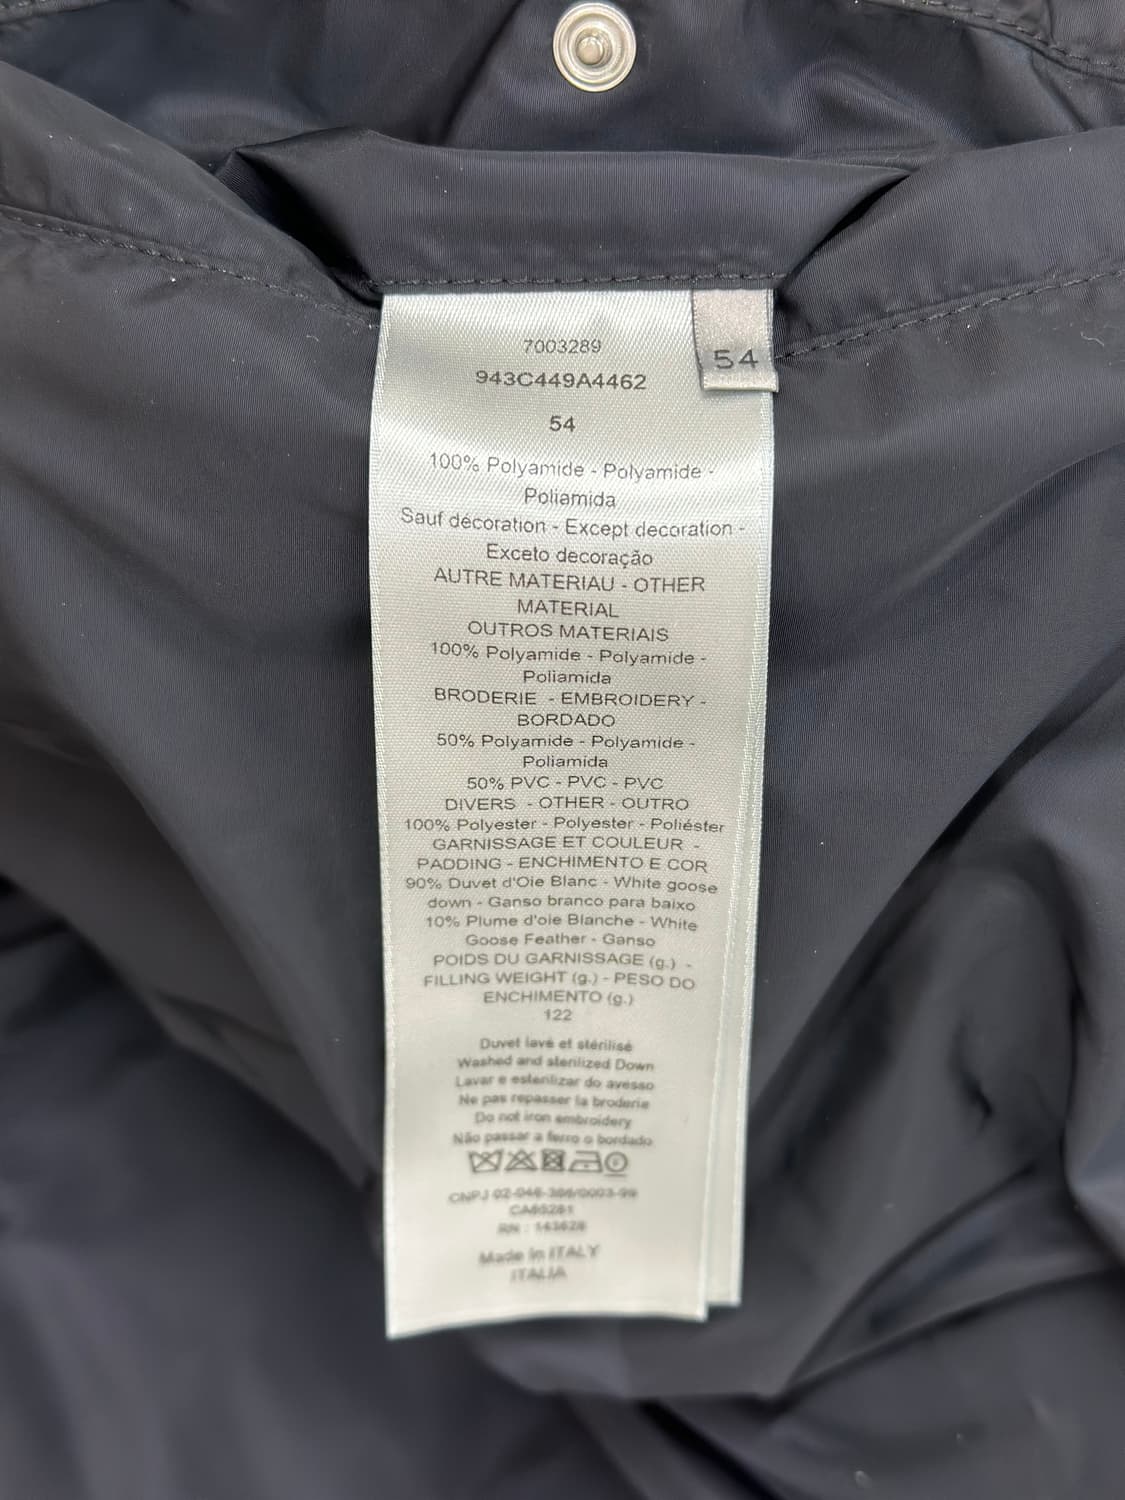 7003289
54
943C449A4462
54
100% Polyamide - Polyamide -
Poliamida
Sauf décoration - Except decoration -
Exceto decoração
AUTRE MATERIAU - OTHER
MATERIAL
OUTROS MATERIAIS
100% Polyamide - Polyamide -
Poliamida
BRODERIE - EMBROIDERY -
BORDADO
50% Polyamide - Polyamide -
Poliamida
50% PVC - PVC - PVC
DIVERS - OTHER - OUTRO
100% Polyester - Polyester - Poliéster
GARNISSAGE ET COULEUR -
PADDING - ENCHIMENTO E COR
90% Duvet d'Oie Blanc - White goose
down - Ganso branco para baixo
10% Plume d'oie Blanche - White
Goose Feather - Ganso
POIDS DU GARNISSAGE (g.) -
FILLING WEIGHT (g.) - PESO DO
ENCHIMENTO (g.)
122
Duvet lavé et stérilisé
Washed and sterilized Down
Lavar e esterilizar do avesso
Ne pas repasser la broderie
Do not iron embroidery
Não passar a ferro o bordado
CNPJ
RN :
Made in ITALY
ITALIA